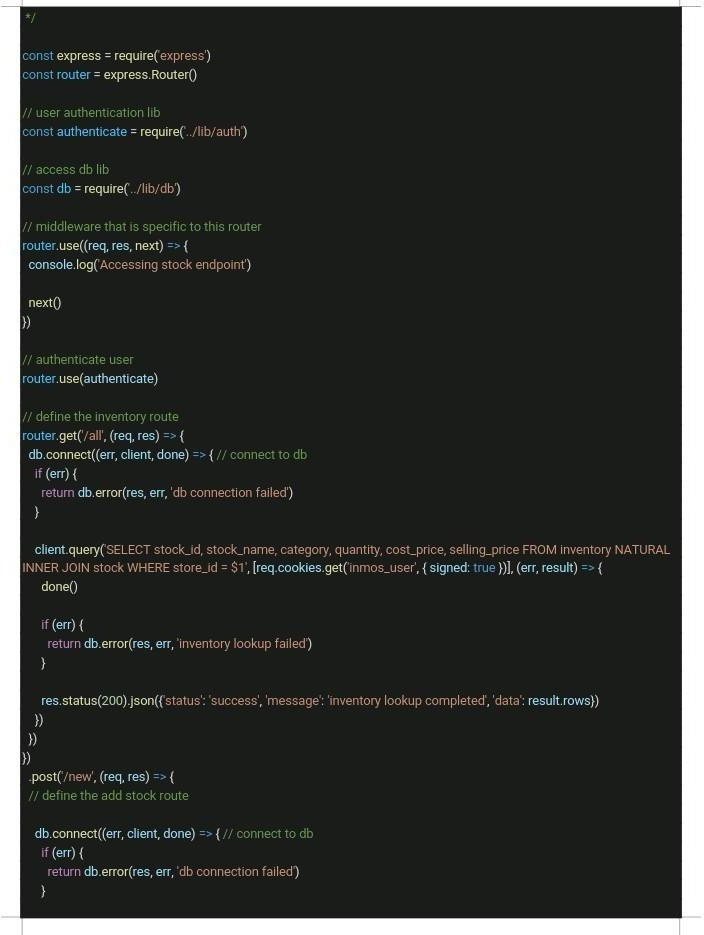 */
const express = require('express')
const router = express.Router()
// user authentication lib
const authenticate = require('../lib/auth')
// access db lib
const db = require('../lib/db')
// middleware that is specific to this router
router.use((req, res, next) => {
console.log('Accessing stock endpoint')
next()
})
// authenticate user
router.use(authenticate)
// define the inventory route
router.get('/all', (req, res) => {
db.connect((err, client, done) => { // connect to db
if (err) {
return db.error(res, err, 'db connection failed')
}
client.query('SELECT stock_id, stock_name, category, quantity, cost_price, selling_price FROM inventory NATURAL
INNER JOIN stock WHERE store_id = $1', [req.cookies.get('inmos_user', { signed: true })], (err, result) => {
done()
if (err) {
return db.error(res, err, 'inventory lookup failed')
}
res.status(200).json({'status': 'success', 'message': 'inventory lookup completed', 'data': result.rows})
})
})
})
.post('/new', (req, res) => {
// define the add stock route
db.connect((err, client, done) => { // connect to db
if (err) {
return db.error(res, err, 'db connection failed')
}